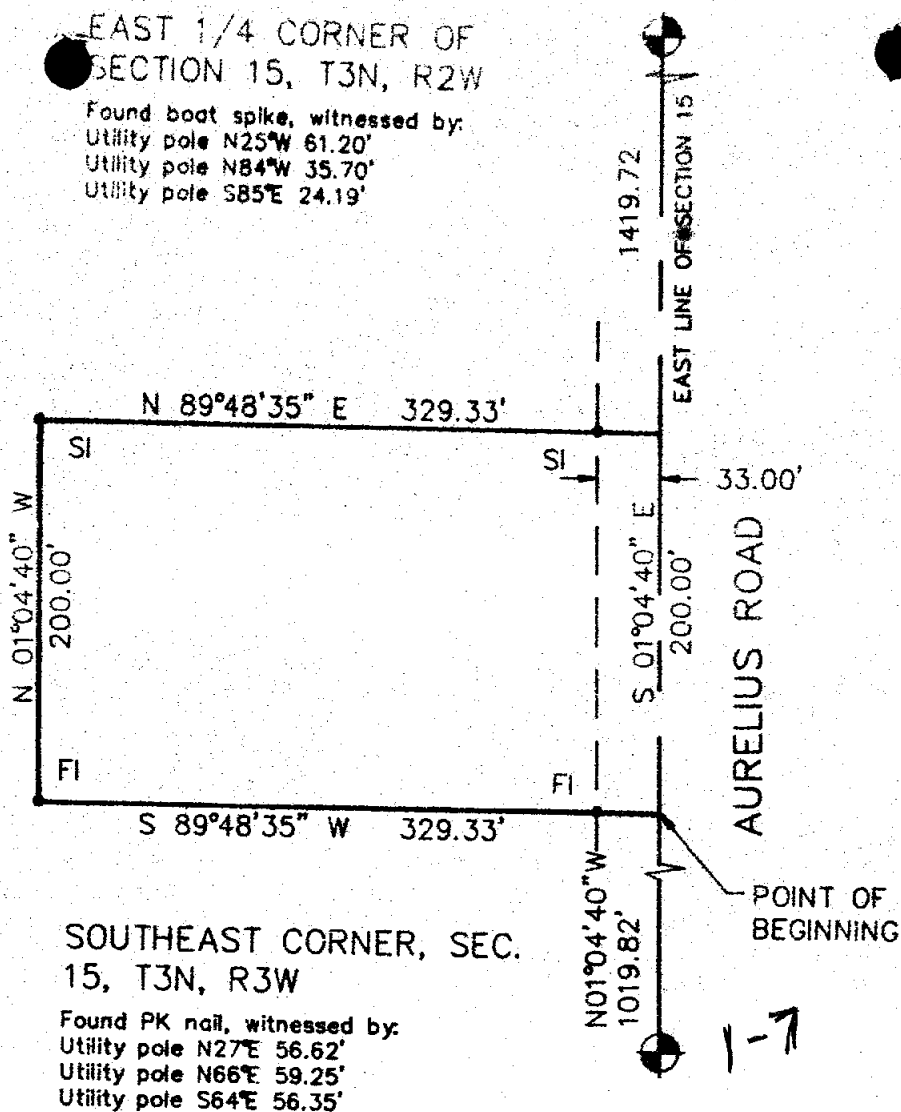 EAST 1/4 CORNER OF
SECTION 15, T3N, R2W
Found boat spike, witnessed by:
Utility pole N25°W 61.20'
Utility pole N84°W 35.70'
Utility pole S85°E 24.19'
1419.72
EAST LINE OF SECTION 15
N 89°48'35" E 329.33'
SI
SI
33.00'
N 01°04'40" W
200.00'
S 01°04'40" E
200.00'
AURELIUS ROAD
FI
FI
S 89°48'35" W 329.33'
POINT OF
BEGINNING
N01°04'40"W
1019.82'
SOUTHEAST CORNER, SEC.
15, T3N, R3W
Found PK nail, witnessed by:
Utility pole N27°E 56.62'
Utility pole N66°E 59.25'
Utility pole S64°E 56.35'
1-7